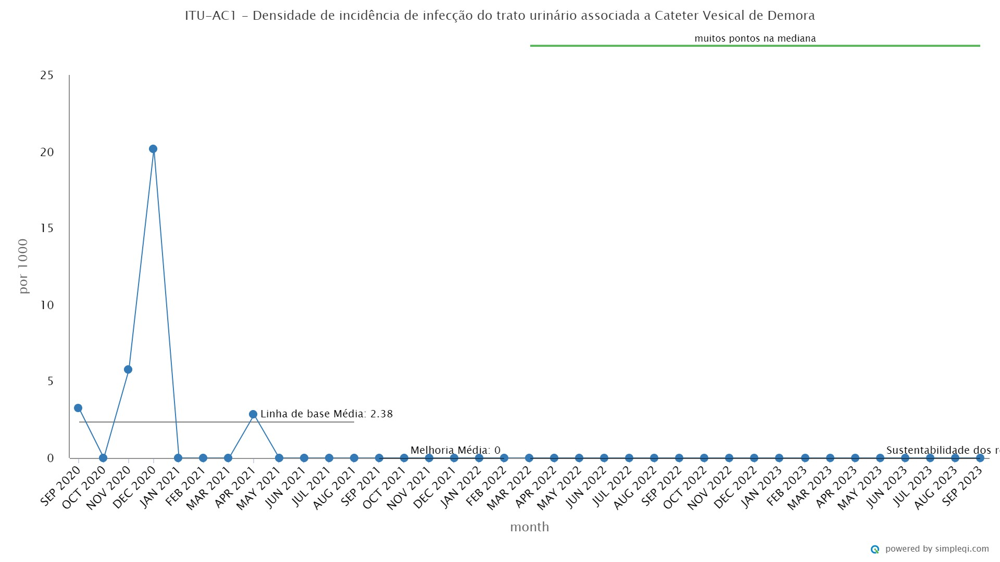 ITU-AC1 - Densidade de incidência de infecção do trato urinário associada a Cateter Vesical de Demora
muitos pontos na mediana
25
20
15
10
5
0
por 1000
Linha de base Média: 2.38
Melhoria Média: 0
Sustentabilidade dos
SEP 2020
OCT 2020
NOV 2020
DEC 2020
JAN 2021
FEB 2021
MAR 2021
APR 2021
MAY 2021
JUN 2021
JUL 2021
AUG 2021
SEP 2021
OCT 2021
NOV 2021
DEC 2021
JAN 2022
FEB 2022
MAR 2022
APR 2022
MAY 2022
JUN 2022
JUL 2022
AUG 2022
SEP 2022
OCT 2022
NOV 2022
DEC 2022
JAN 2023
FEB 2023
MAR 2023
APR 2023
MAY 2023
JUN 2023
JUL 2023
AUG 2023
SEP 2023
month
powered by simpleqi.com